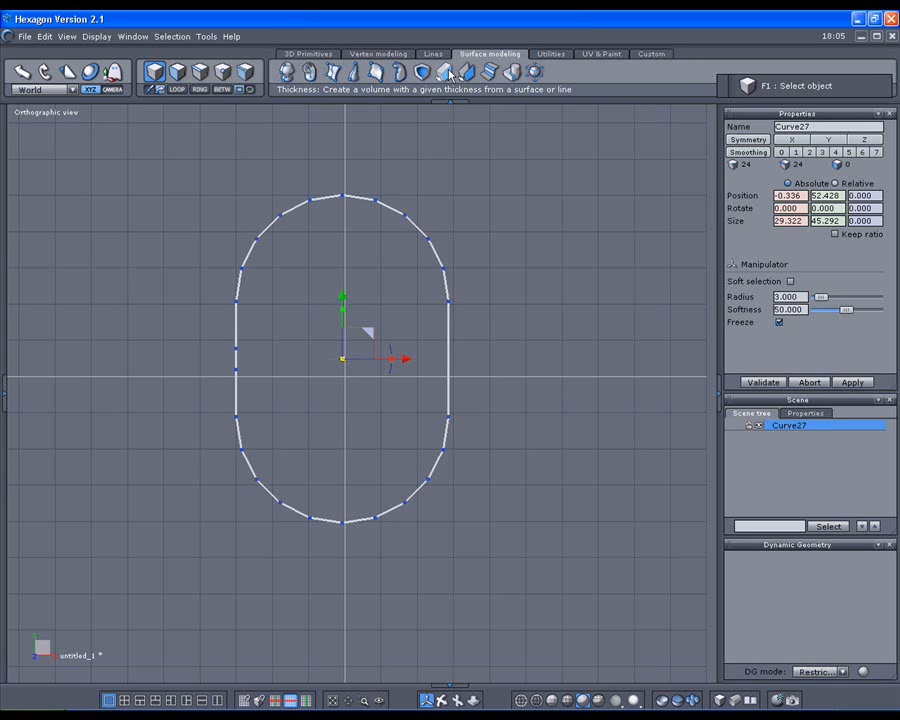 Hexagon Version 2.1
File Edit View Display Window Selection Tools Help 18:05
3D Primitives Vertex modeling Lines Surface modeling Utilities UV & Paint Custom
World XYZ CAMERA LOOP RING BETW
Thickness: Create a volume with a given thickness from a surface or line
F1 : Select object
Orthographic view
Properties
Name Curve27
Symmetry X Y Z
Smoothing 0 1 2 3 4 5 6 7
24 24 0
Absolute Relative
Position -0.336 52.428 0.000
Rotate 0.000 0.000 0.000
Size 29.322 45.292 0.000
Keep ratio
Manipulator
Soft selection
Radius 3.000
Softness 50.000
Freeze
Validate Abort Apply
Scene
Scene tree Properties
Curve27
Select
Dynamic Geometry
untitled_1 *
DG mode: Restric...